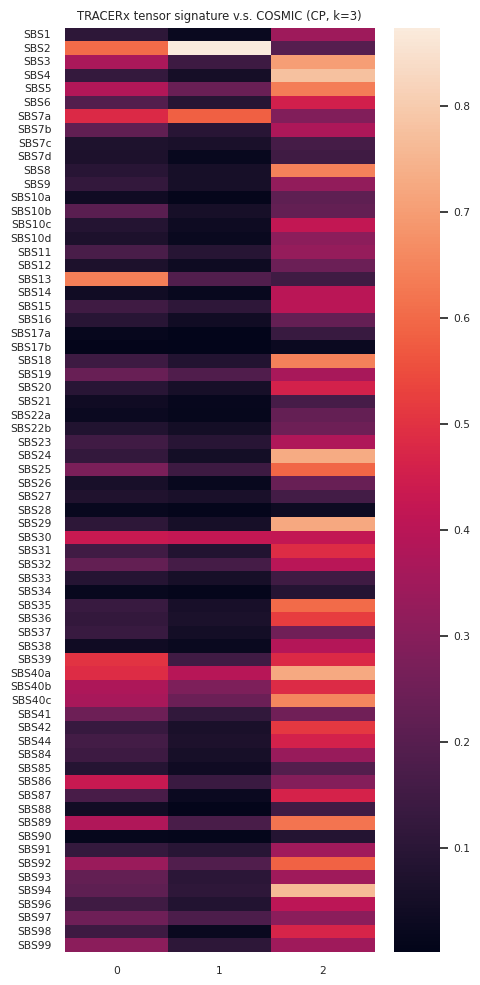 TRACERx tensor signature v.s. COSMIC (CP, k=3)
SBS1
SBS2
SBS3
SBS4
SBS5
SBS6
SBS7a
SBS7b
SBS7c
SBS7d
SBS8
SBS9
SBS10a
SBS10b
SBS10c
SBS10d
SBS11
SBS12
SBS13
SBS14
SBS15
SBS16
SBS17a
SBS17b
SBS18
SBS19
SBS20
SBS21
SBS22a
SBS22b
SBS23
SBS24
SBS25
SBS26
SBS27
SBS28
SBS29
SBS30
SBS31
SBS32
SBS33
SBS34
SBS35
SBS36
SBS37
SBS38
SBS39
SBS40a
SBS40b
SBS40c
SBS41
SBS42
SBS44
SBS84
SBS85
SBS86
SBS87
SBS88
SBS89
SBS90
SBS91
SBS92
SBS93
SBS94
SBS96
SBS97
SBS98
SBS99
0 1 2
0.8
0.7
0.6
0.5
0.4
0.3
0.2
0.1